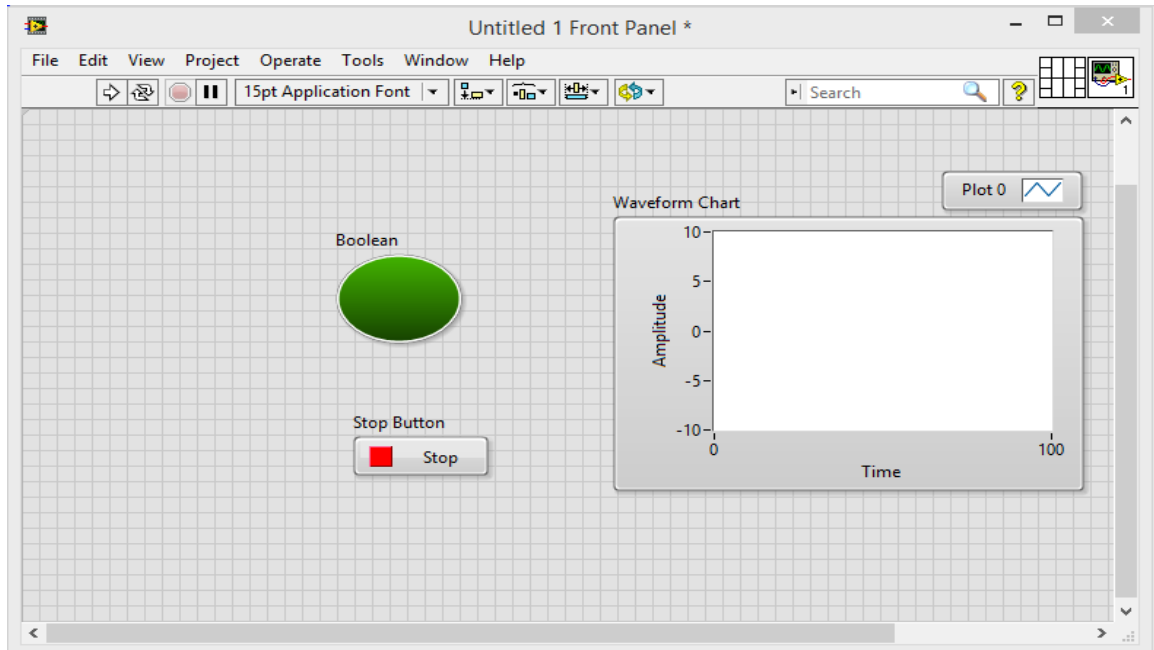 Untitled 1 Front Panel *
File Edit View Project Operate Tools Window Help
15pt Application Font Search ?
1
Plot 0
Waveform Chart
Boolean
10
5
0
-5
-10
Amplitude
0 100
Time
Stop Button
Stop